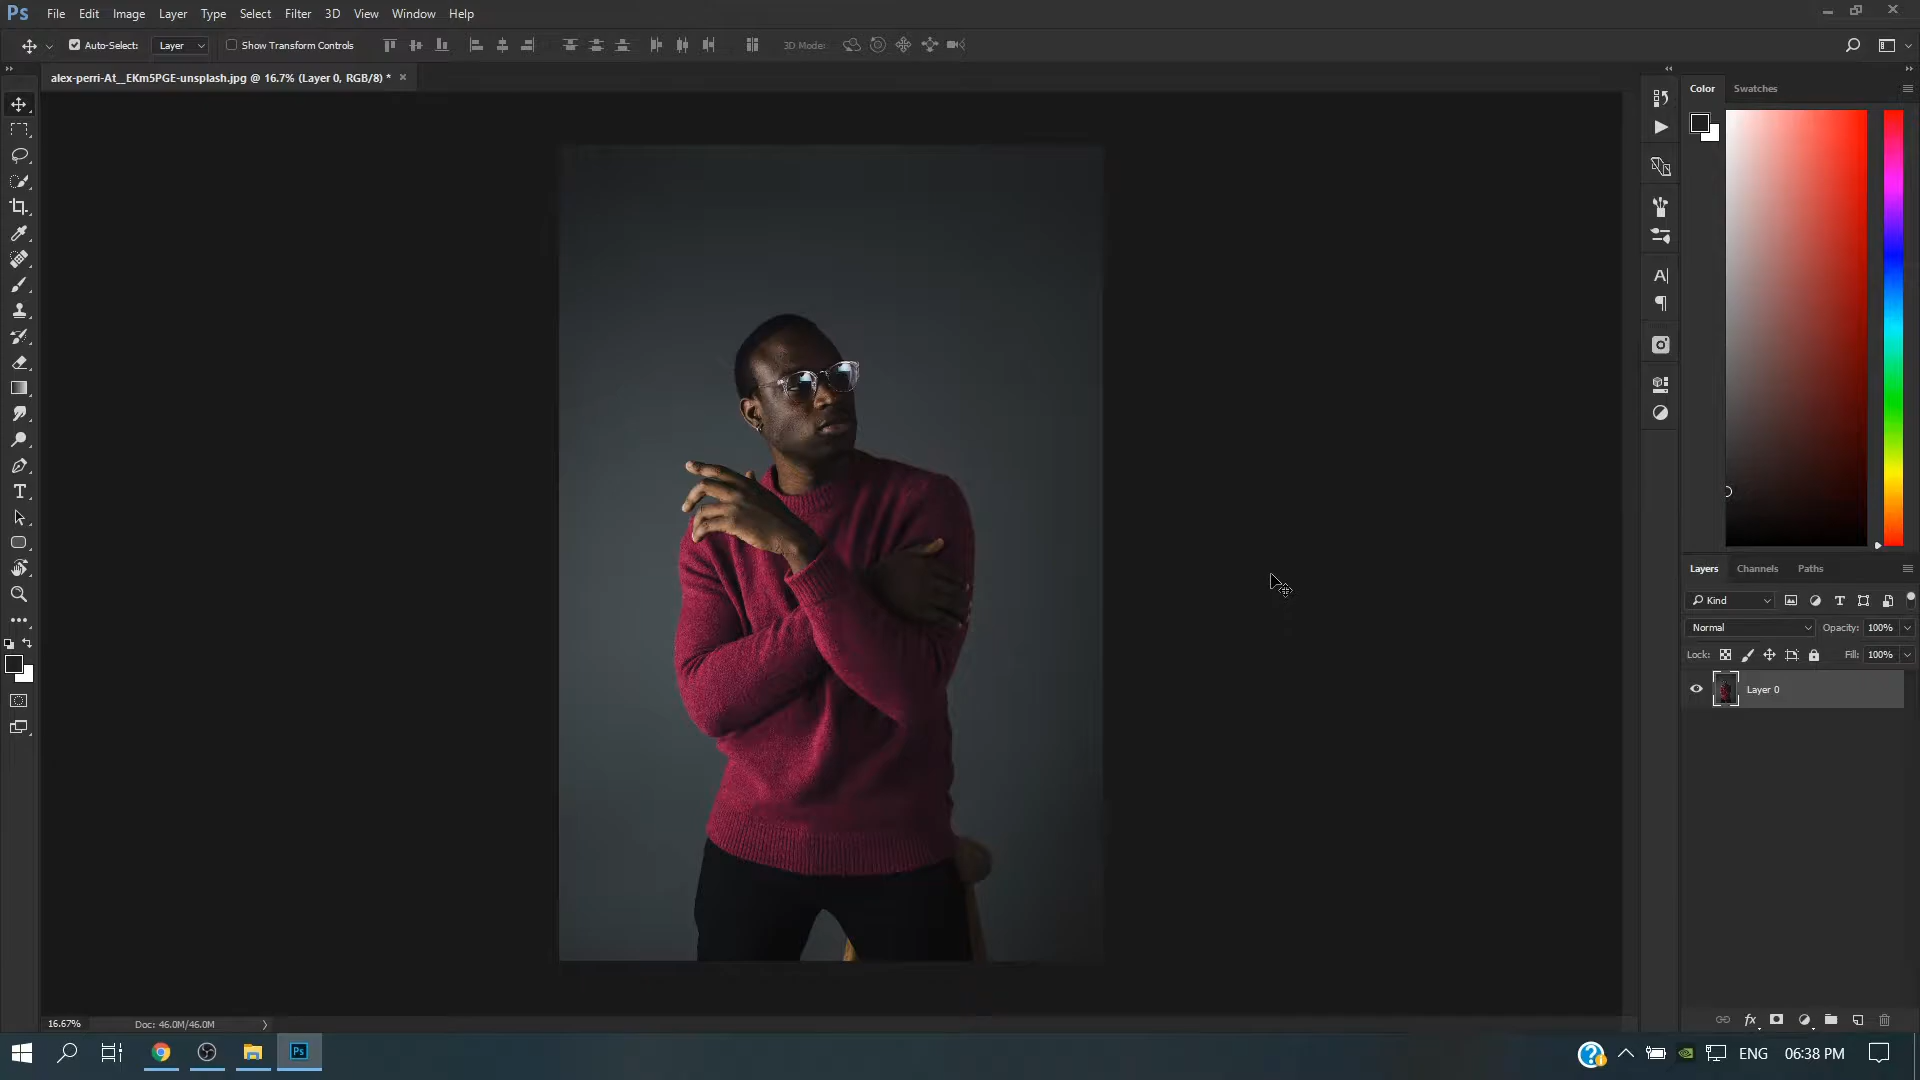 Ps File Edit Image Layer Type Select Filter 3D View Window Help
Auto-Select: Layer Show Transform Controls 3D Mode:
alex-perri-At__EKm5PGE-unsplash.jpg @ 16.7% (Layer 0, RGB/8) *
Color Swatches
Layers Channels Paths
Kind
Normal Opacity: 100%
Lock: Fill: 100%
Layer 0
16.67% Doc: 46.0M/46.0M
Ps ENG 06:38 PM